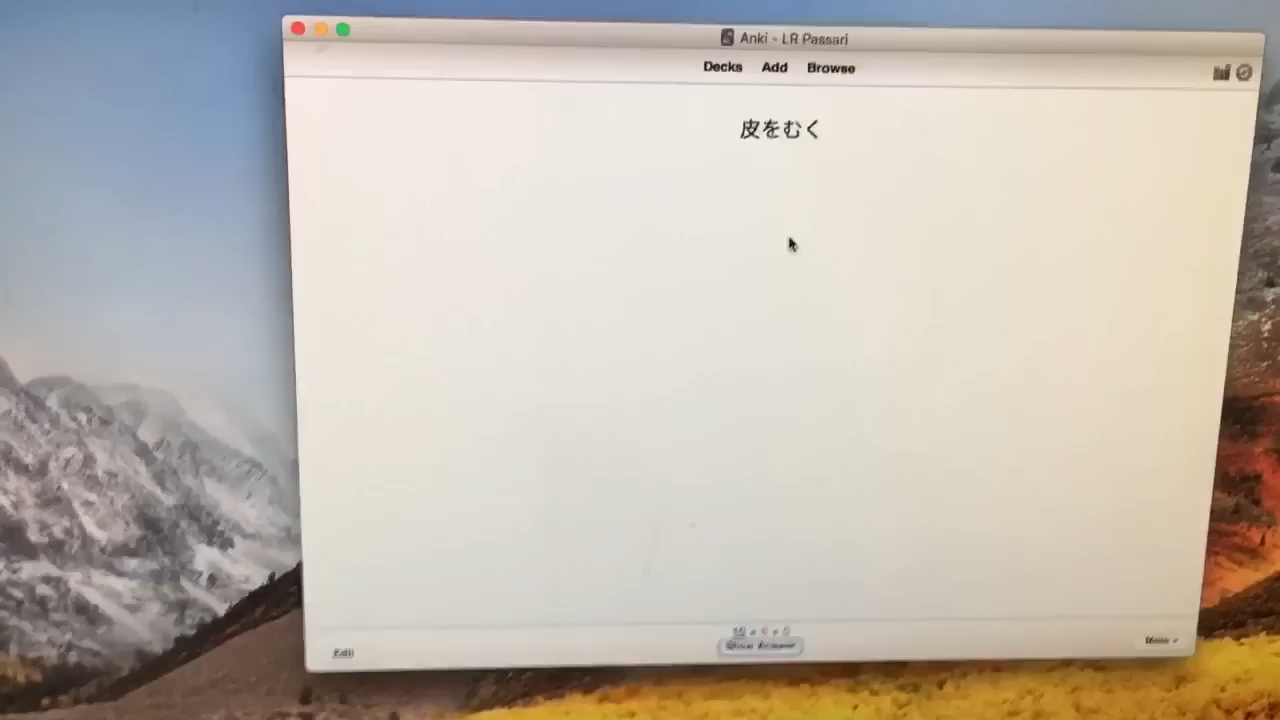 Anki - LR Passari
Decks Add Browse
皮をむく
Edit
Show Answer